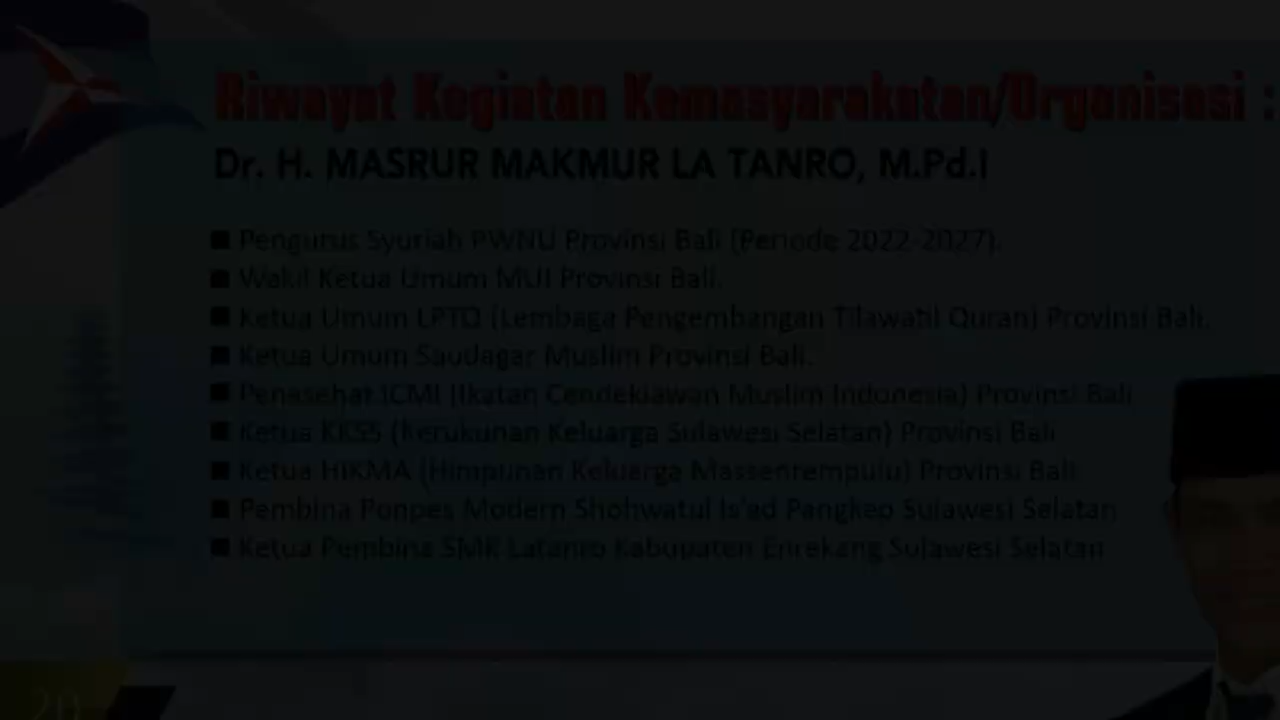 Riwayat Kegiatan Kemasyarakatan/Organisasi :
Dr. H. MASRUR MAKMUR LA TANRO, M.Pd.I
■ Pengurus Syuriah PWNU Provinsi Bali (Periode 2022-2027).
■ Wakil Ketua Umum MUI Provinsi Bali.
■ Ketua Umum LPTQ (Lembaga Pengembangan Tilawatil Quran) Provinsi Bali.
■ Ketua Umum Saudagar Muslim Provinsi Bali.
■ Penasehat ICMI (Ikatan Cendekiawan Muslim Indonesia) Provinsi Bali
■ Ketua KKSS (Kerukunan Keluarga Sulawesi Selatan) Provinsi Bali
■ Ketua HIKMA (Himpunan Keluarga Massenrempulu) Provinsi Bali
■ Pembina Ponpes Modern Shohwatul Is'ad Pangkep Sulawesi Selatan
■ Ketua Pembina SMK Latanro Kabupaten Enrekang Sulawesi Selatan
20